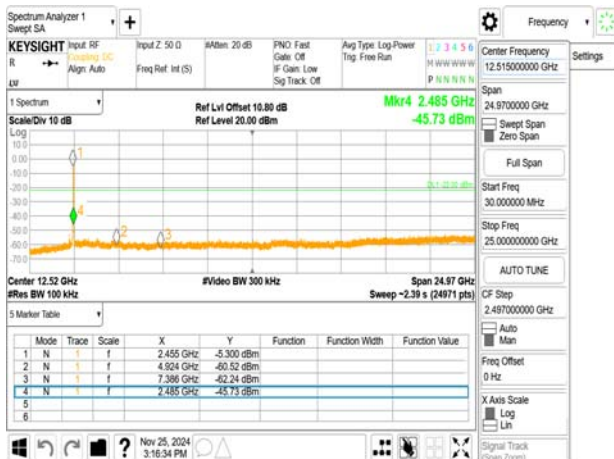 Spectrum Analyzer 1
Swept SA
Frequency
KEYSIGHT
Input: RF
Coupling: DC
Align: Auto
Input Z: 50 Ω
Freq Ref: Int (S)
#Atten: 20 dB
PNO: Fast
Gate: Off
IF Gain: Low
Sig Track: Off
Avg Type: Log-Power
Trig: Free Run
1 2 3 4 5 6
M W W W W W
P N N N N N
R
LW
1 Spectrum
Scale/Div 10 dB
Log
Ref Lvl Offset 10.80 dB
Ref Level 20.00 dBm
Mkr4 2.485 GHz
-45.73 dBm
10.0
0.00
-10.0
-20.0
-30.0
-40.0
-50.0
-60.0
-70.0
1
4
2
3
Center 12.52 GHz
#Video BW 300 kHz
Span 24.97 GHz
#Res BW 100 kHz
Sweep ~2.39 s (24971 pts)
5 Marker Table
Mode Trace Scale X Y Function Function Width Function Value
1 N 1 f 2.455 GHz -5.300 dBm
2 N 1 f 4.924 GHz -60.52 dBm
3 N 1 f 7.386 GHz -62.24 dBm
4 N 1 f 2.485 GHz -45.73 dBm
5
6
Nov 25, 2024
3:16:34 PM
Center Frequency
12.515000000 GHz
Settings
Span
24.9700000 GHz
Swept Span
Zero Span
Full Span
Start Freq
30.000000 MHz
Stop Freq
25.000000000 GHz
AUTO TUNE
CF Step
2.497000000 GHz
Auto
Man
Freq Offset
0 Hz
X Axis Scale
Log
Lin
Signal Track
(Span Zoom)